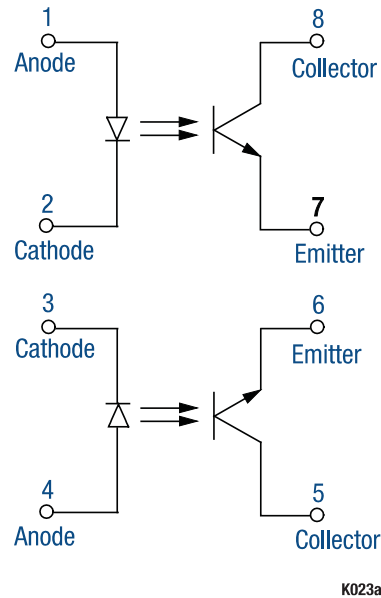 1
Anode
8
Collector
2
Cathode
7
Emitter
3
Cathode
6
Emitter
4
Anode
5
Collector
K023a